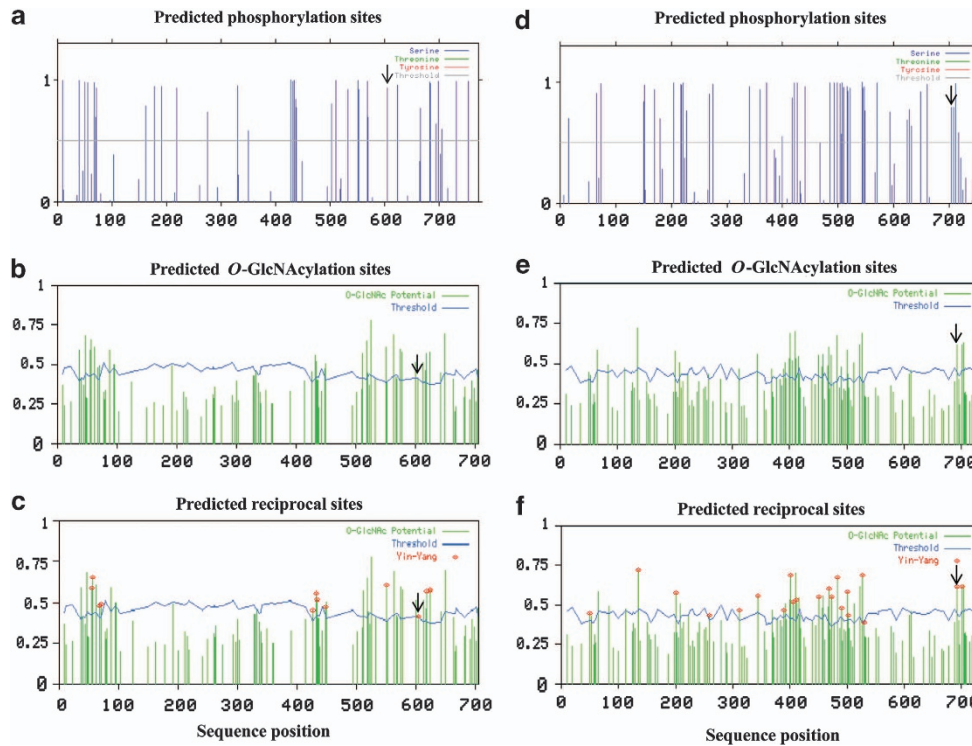 a
Predicted phosphorylation sites
Serine
Threonine
Tyrosine
Threshold
1
0
0 100 200 300 400 500 600 700
b
Predicted O-GlcNAcylation sites
O-GlcNAc Potential
Threshold
1
0.75
0.5
0.25
0
0 100 200 300 400 500 600 700
c
Predicted reciprocal sites
O-GlcNAc Potential
Threshold
Yin-Yang
1
0.75
0.5
0.25
0
0 100 200 300 400 500 600 700
Sequence position
d
Predicted phosphorylation sites
Serine
Threonine
Tyrosine
Threshold
1
0
0 100 200 300 400 500 600 700
e
Predicted O-GlcNAcylation sites
O-GlcNAc Potential
Threshold
1
0.75
0.5
0.25
0
0 100 200 300 400 500 600 700
f
Predicted reciprocal sites
O-GlcNAc Potential
Threshold
Yin-Yang
1
0.75
0.5
0.25
0
0 100 200 300 400 500 600 700
Sequence position